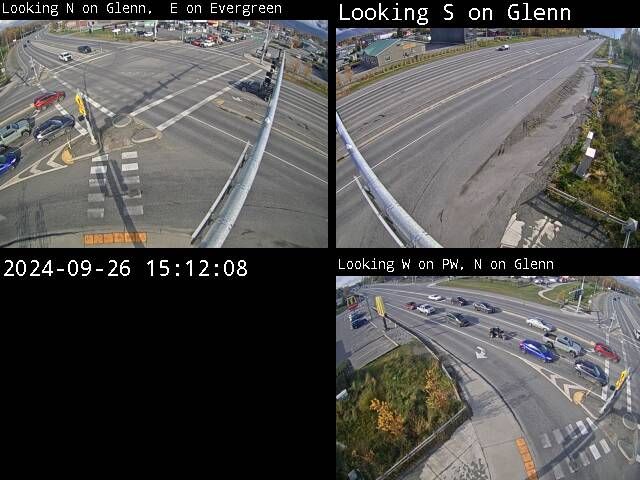 Looking N on Glenn,  E on Evergreen
Looking S on Glenn
2024-09-26 15:12:08
Looking W on PW, N on Glenn